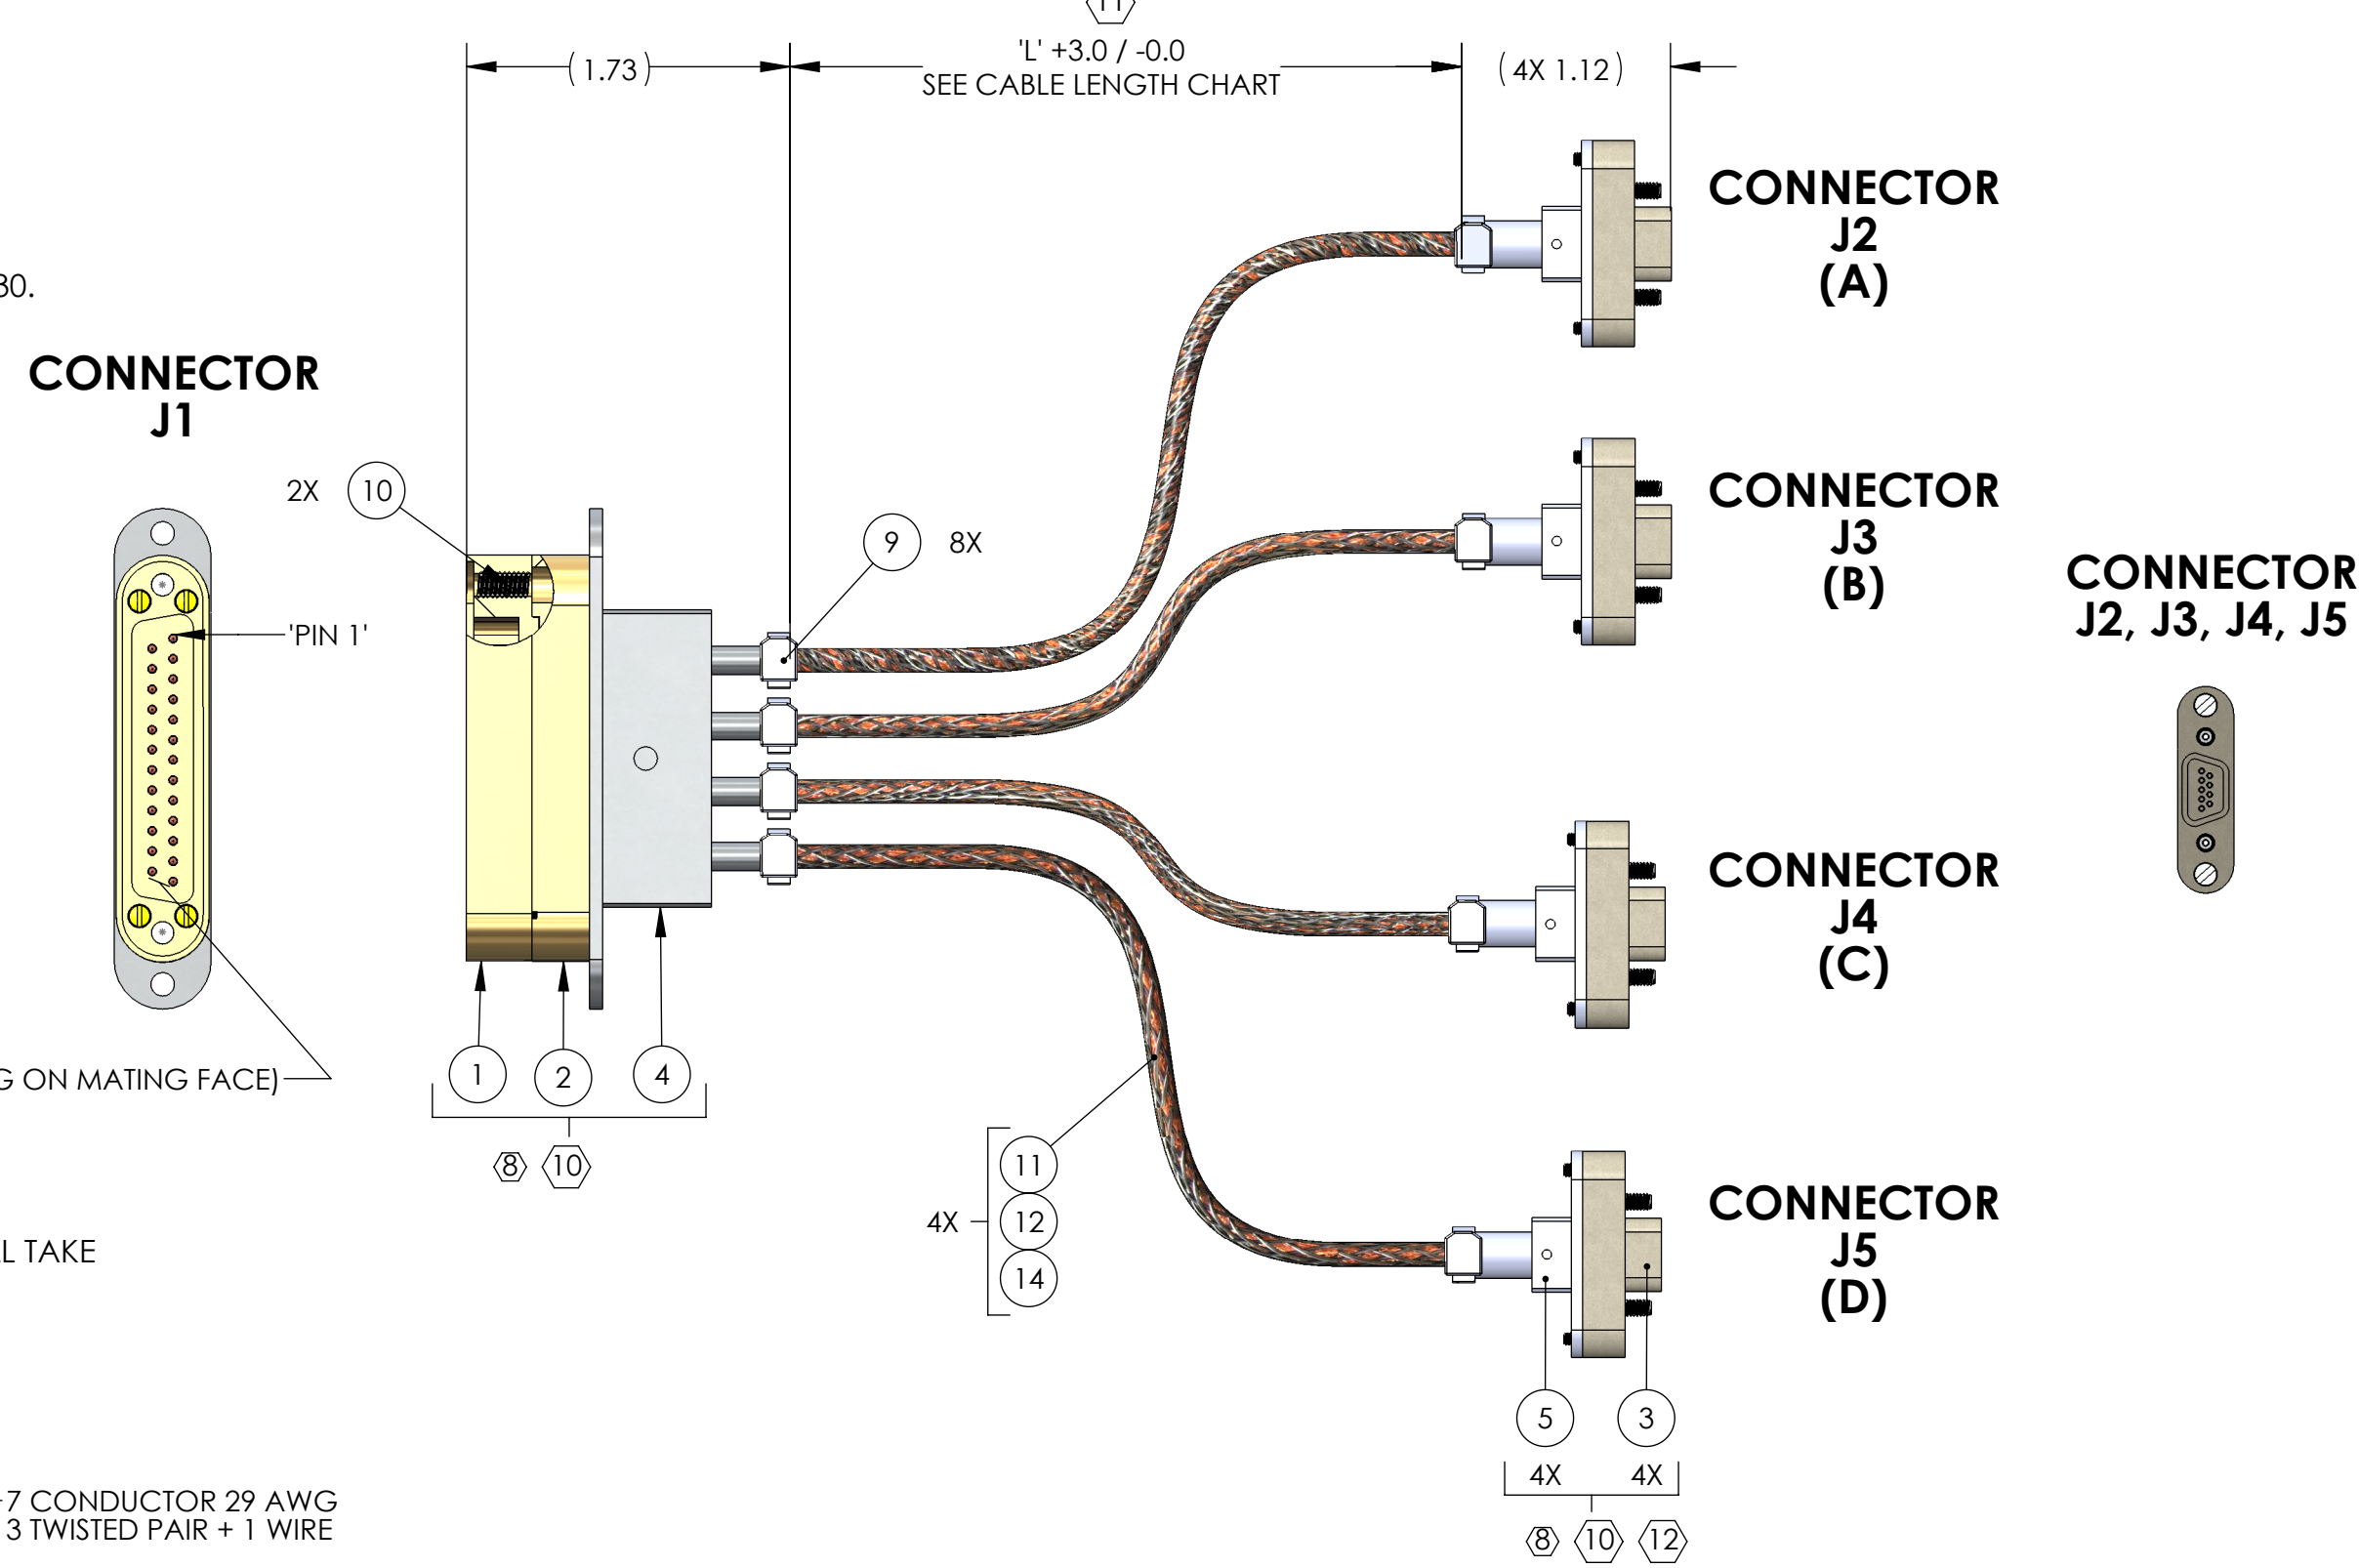 11
(1.73)
'L' +3.0 / -0.0
SEE CABLE LENGTH CHART
(4X 1.12)
CONNECTOR
J2
(A)
30.
CONNECTOR
J1
2X 10
9 8X
CONNECTOR
J3
(B)
'PIN 1'
CONNECTOR
J2, J3, J4, J5
CONNECTOR
J4
(C)
G ON MATING FACE)
1 2 4
8 10
4X
11
12
14
CONNECTOR
J5
(D)
L TAKE
5 3
4X 4X
8 10 12
7 CONDUCTOR 29 AWG
3 TWISTED PAIR + 1 WIRE